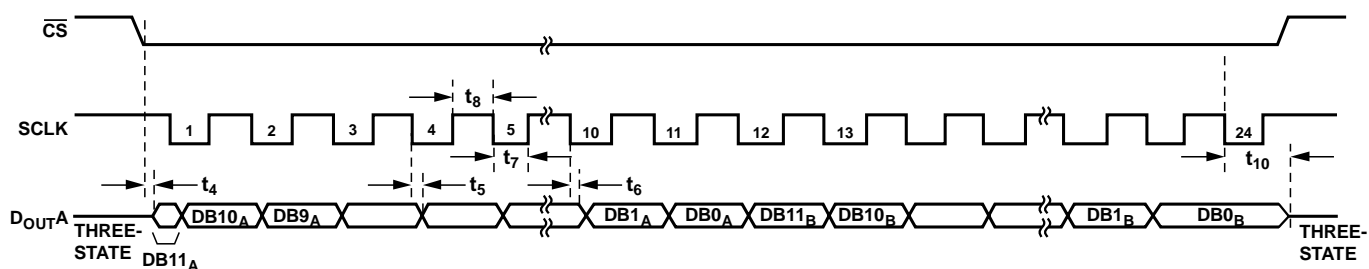 CS
t8
SCLK 1 2 3 4 5 10 11 12 13 24
t7
t10
t4 t5 t6
DOUTA DB10A DB9A DB1A DB0A DB11B DB10B DB1B DB0B
THREE-
STATE
DB11A
THREE-
STATE